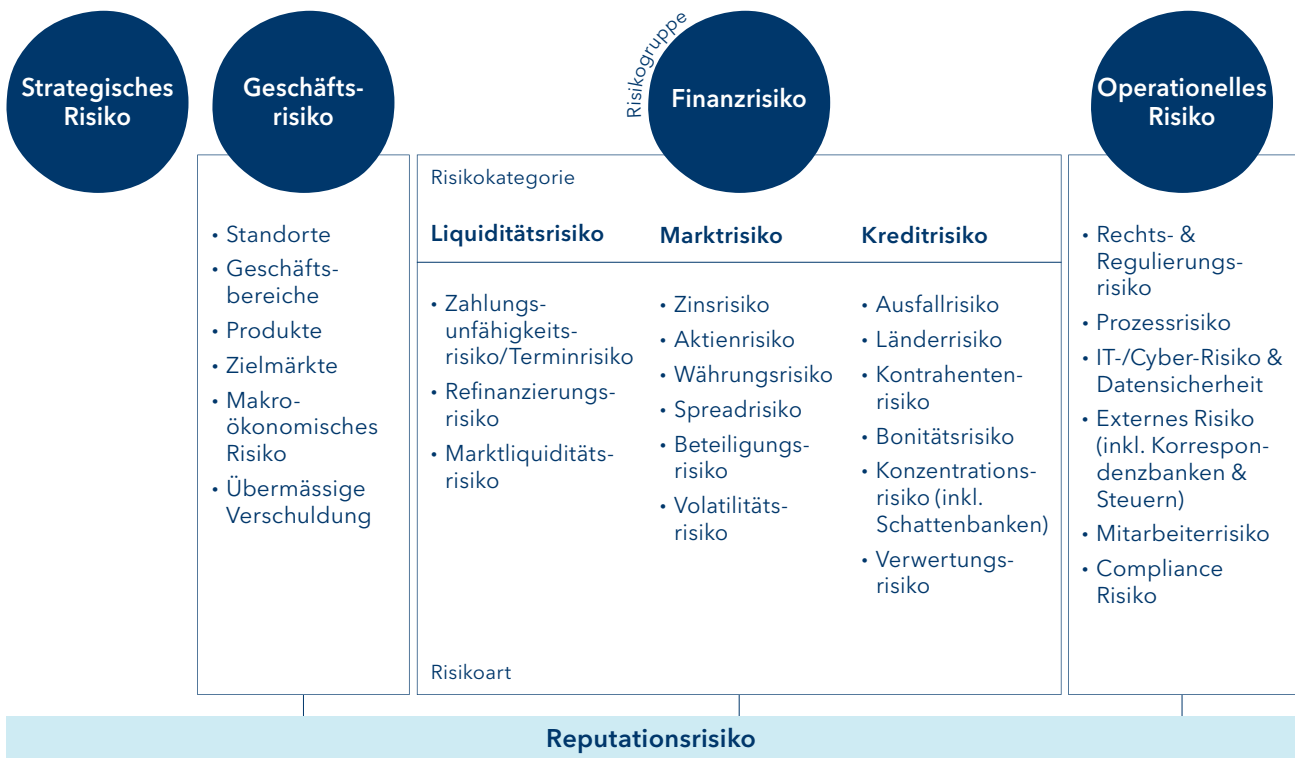 Strategisches
Risiko
Geschäfts-
risiko
Risikogruppe
Finanzrisiko
Operationelles
Risiko
• Standorte
• Geschäfts-
bereiche
• Produkte
• Zielmärkte
• Makro-
ökonomisches
Risiko
• Übermässige
Verschuldung
Risikokategorie
Liquiditätsrisiko
• Zahlungs-
unfähigkeits-
risiko/Terminrisiko
• Refinanzierungs-
risiko
• Marktliquiditäts-
risiko
Marktrisiko
• Zinsrisiko
• Aktienrisiko
• Währungsrisiko
• Spreadrisiko
• Beteiligungs-
risiko
• Volatilitäts-
risiko
Kreditrisiko
• Ausfallrisiko
• Länderrisiko
• Kontrahenten-
risiko
• Bonitätsrisiko
• Konzentrations-
risiko (inkl.
Schattenbanken)
• Verwertungs-
risiko
Risikoart
• Rechts- &
Regulierungs-
risiko
• Prozessrisiko
• IT-/Cyber-Risiko &
Datensicherheit
• Externes Risiko
(inkl. Korrespon-
denzbanken &
Steuern)
• Mitarbeiterrisiko
• Compliance
Risiko
Reputationsrisiko